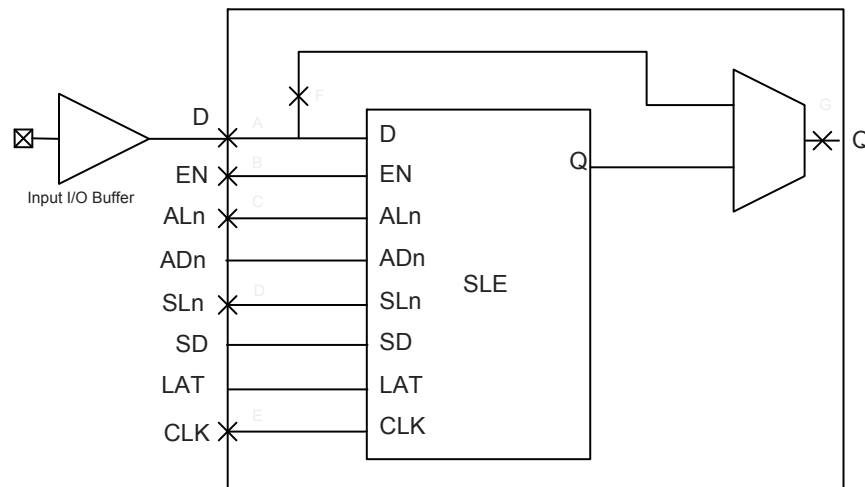 F
G
D
A
D
Q
Q
EN
B
EN
Input I/O Buffer
ALn
C
ALn
ADn
ADn
SLE
SLn
D
SLn
SD
SD
LAT
LAT
CLK
E
CLK